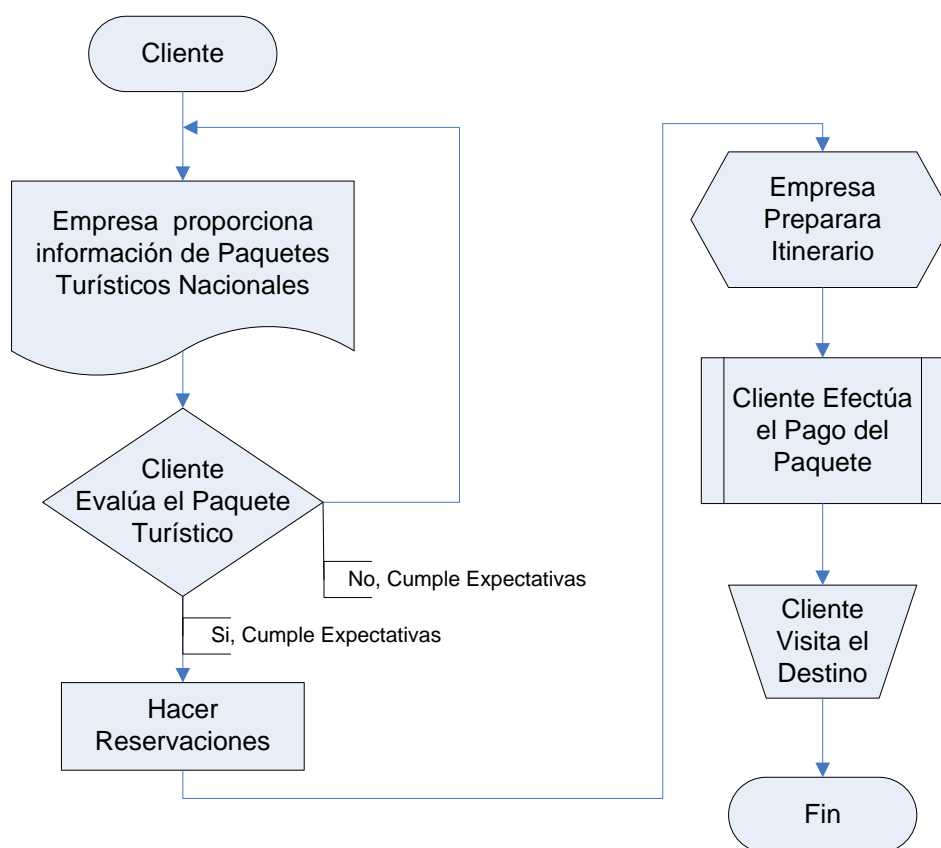 Cliente
Empresa  proporciona
información de Paquetes
Turísticos Nacionales
Cliente
Evalúa el Paquete
Turístico
No, Cumple Expectativas
Si, Cumple Expectativas
Hacer
Reservaciones
Empresa
Preparara
Itinerario
Cliente Efectúa
el Pago del
Paquete
Cliente
Visita el
Destino
Fin